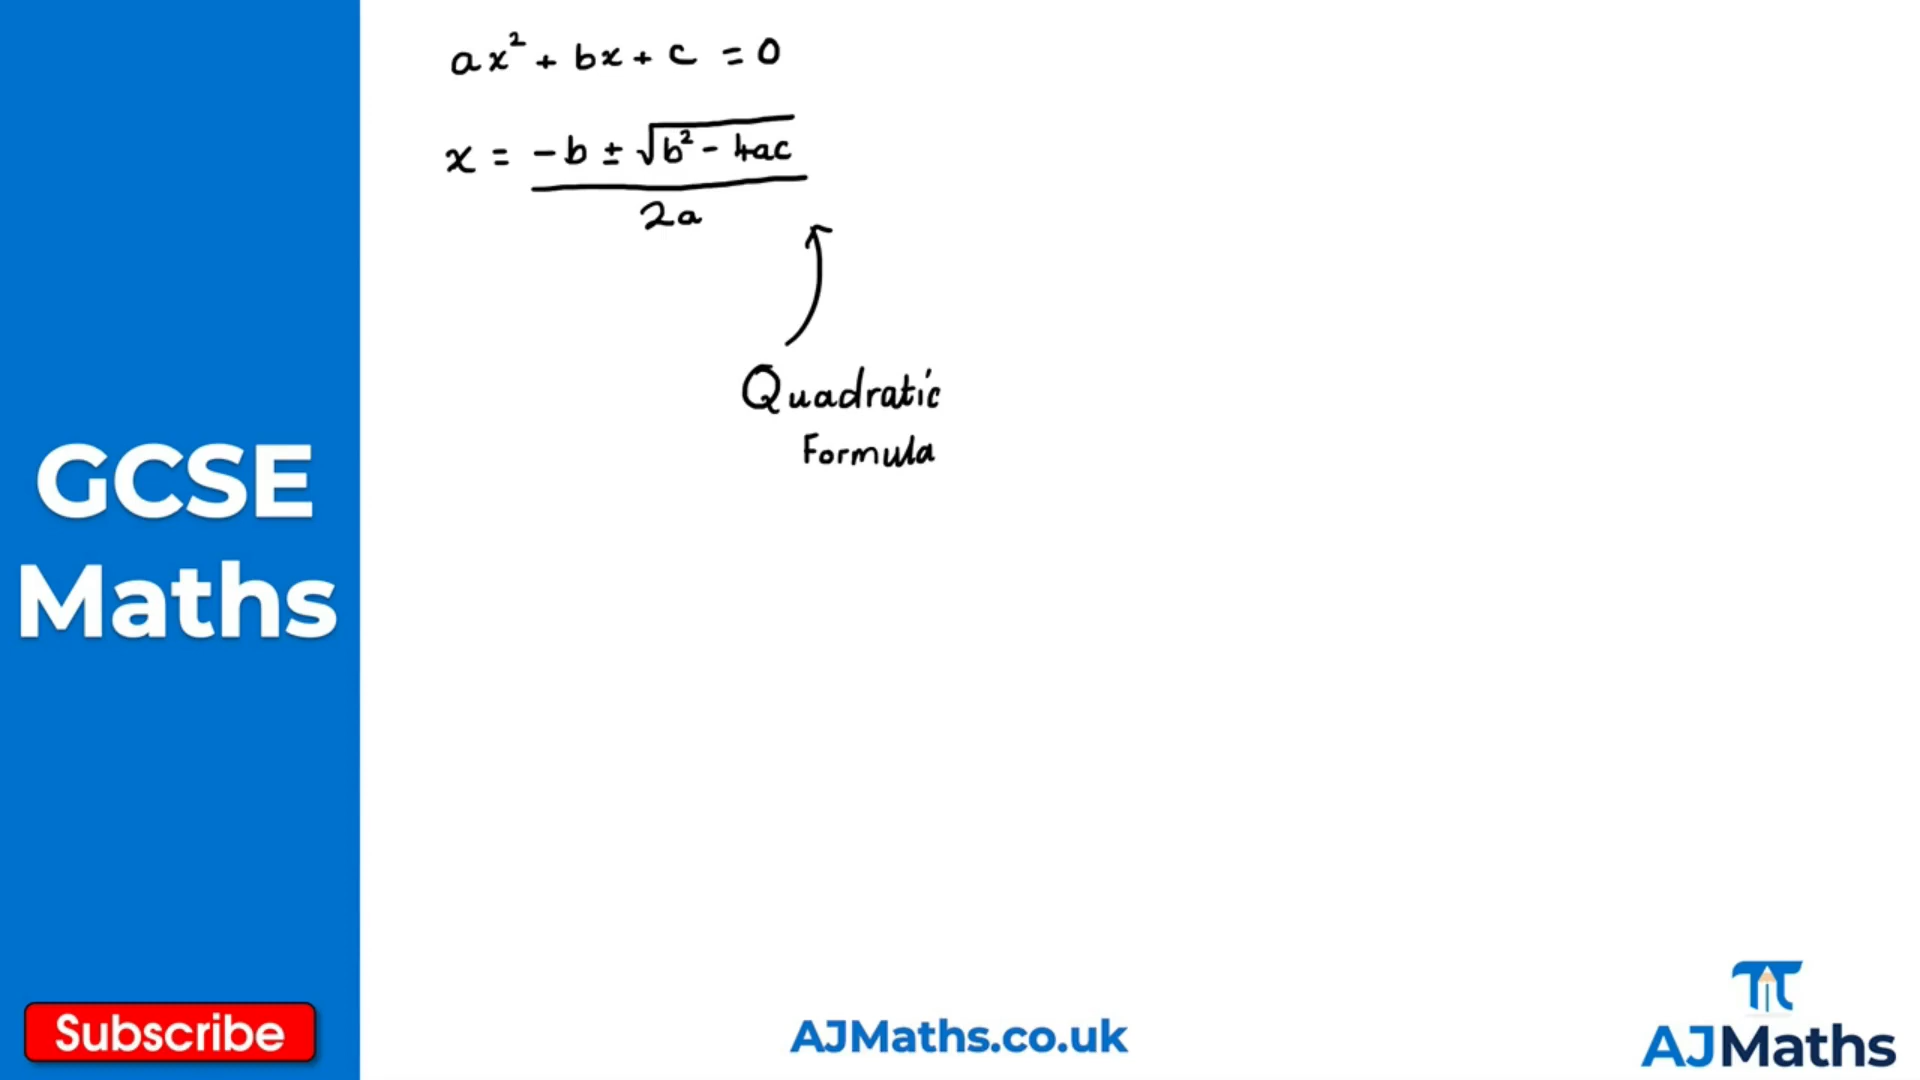 ax² + bx + c = 0
x = -b ± √b² - 4ac
2a
Quadratic
Formula
GCSE
Maths
Subscribe
AJMaths.co.uk
AJMaths